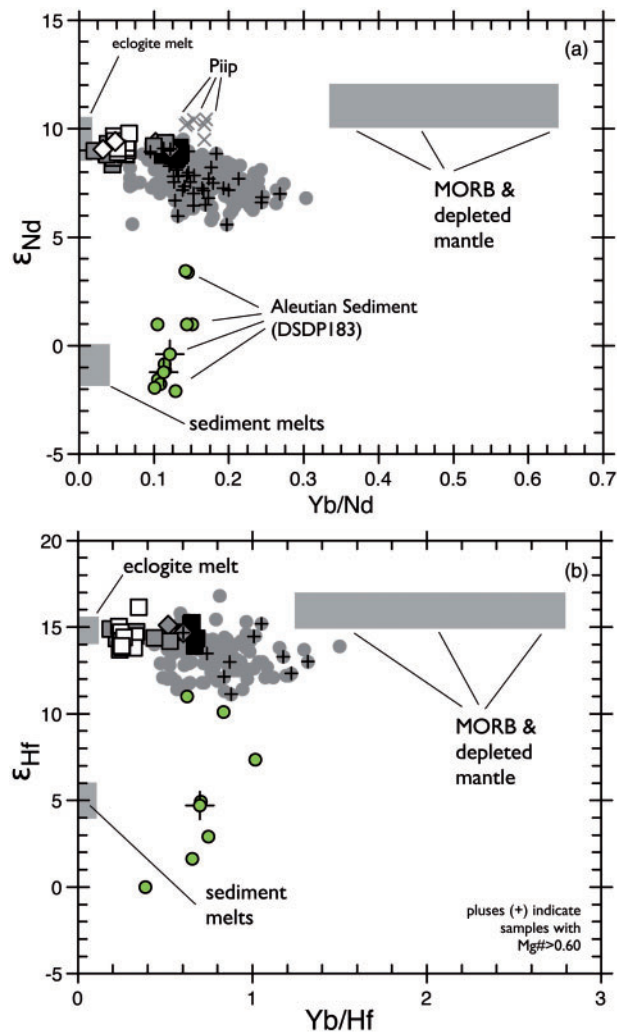 15
eclogite melt
(a)
Piip
10
εNd
5
MORB &
depleted
mantle
Aleutian Sediment
(DSDP183)
0
sediment melts
-5
0.0 0.1 0.2 0.3 0.4 0.5 0.6 0.7
Yb/Nd
20
eclogite melt
(b)
15
10
MORB &
depleted
mantle
εHf
5
sediment
melts
0
pluses (+) indicate
samples with
Mg#>0.60
-5
0 1 2 3
Yb/Hf